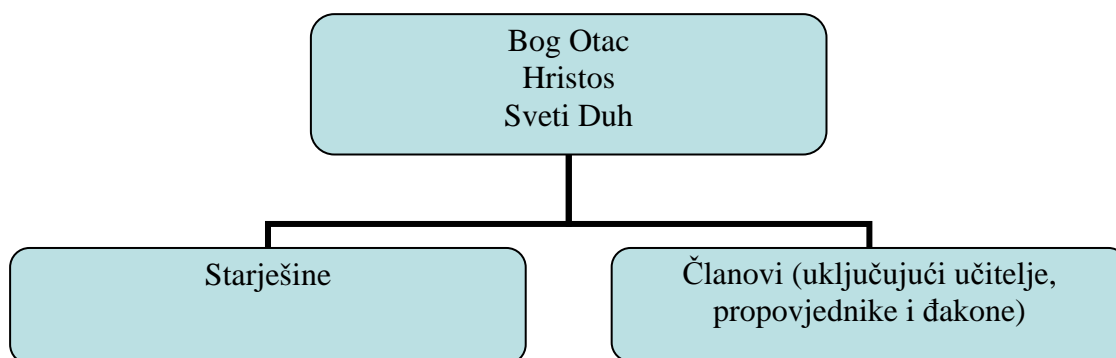 Bog Otac
Hristos
Sveti Duh
Starješine
Članovi (uključujući učitelje,
propovjednike i đakone)